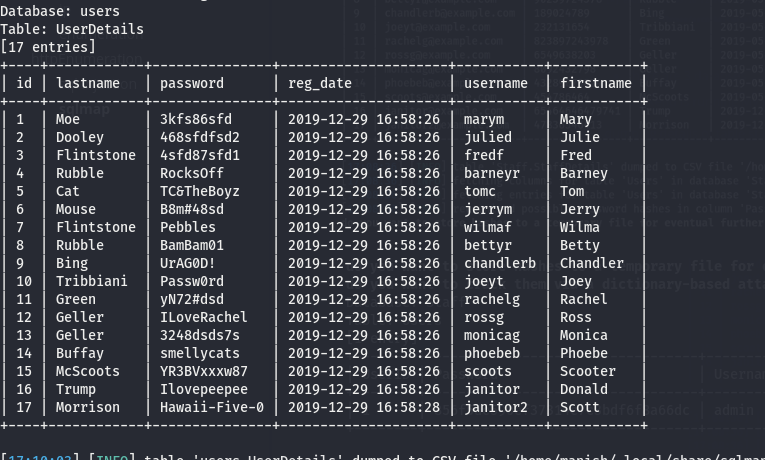 Database: users
Table: UserDetails
[17 entries]
+----+------------+---------------+---------------------+-----------+-----------+
| id | lastname   | password      | reg_date            | username  | firstname |
+----+------------+---------------+---------------------+-----------+-----------+
| 1  | Moe        | 3kfs86sfd     | 2019-12-29 16:58:26 | marym     | Mary      |
| 2  | Dooley     | 468sfdfsd2    | 2019-12-29 16:58:26 | julied    | Julie     |
| 3  | Flintstone | 4sfd87sfd1    | 2019-12-29 16:58:26 | fredf     | Fred      |
| 4  | Rubble     | RocksOff      | 2019-12-29 16:58:26 | barneyr   | Barney    |
| 5  | Cat        | TC&TheBoyz    | 2019-12-29 16:58:26 | tomc      | Tom       |
| 6  | Mouse      | B8m#48sd      | 2019-12-29 16:58:26 | jerrym    | Jerry     |
| 7  | Flintstone | Pebbles       | 2019-12-29 16:58:26 | wilmaf    | Wilma     |
| 8  | Rubble     | BamBam01      | 2019-12-29 16:58:26 | bettyr    | Betty     |
| 9  | Bing       | UrAG0D!       | 2019-12-29 16:58:26 | chandlerb | Chandler  |
| 10 | Tribbiani  | Passw0rd      | 2019-12-29 16:58:26 | joeyt     | Joey      |
| 11 | Green      | yN72#dsd      | 2019-12-29 16:58:26 | rachelg   | Rachel    |
| 12 | Geller     | ILoveRachel   | 2019-12-29 16:58:26 | rossg     | Ross      |
| 13 | Geller     | 3248dsds7s    | 2019-12-29 16:58:26 | monicag   | Monica    |
| 14 | Buffay     | smellycats    | 2019-12-29 16:58:26 | phoebeb   | Phoebe    |
| 15 | McScoots   | YR3BVxxxw87   | 2019-12-29 16:58:26 | scoots    | Scooter   |
| 16 | Trump      | Ilovepeepee   | 2019-12-29 16:58:26 | janitor   | Donald    |
| 17 | Morrison   | Hawaii-Five-0 | 2019-12-29 16:58:28 | janitor2  | Scott     |
+----+------------+---------------+---------------------+-----------+-----------+
[INFO] table 'users.UserDetails' dumped to CSV file